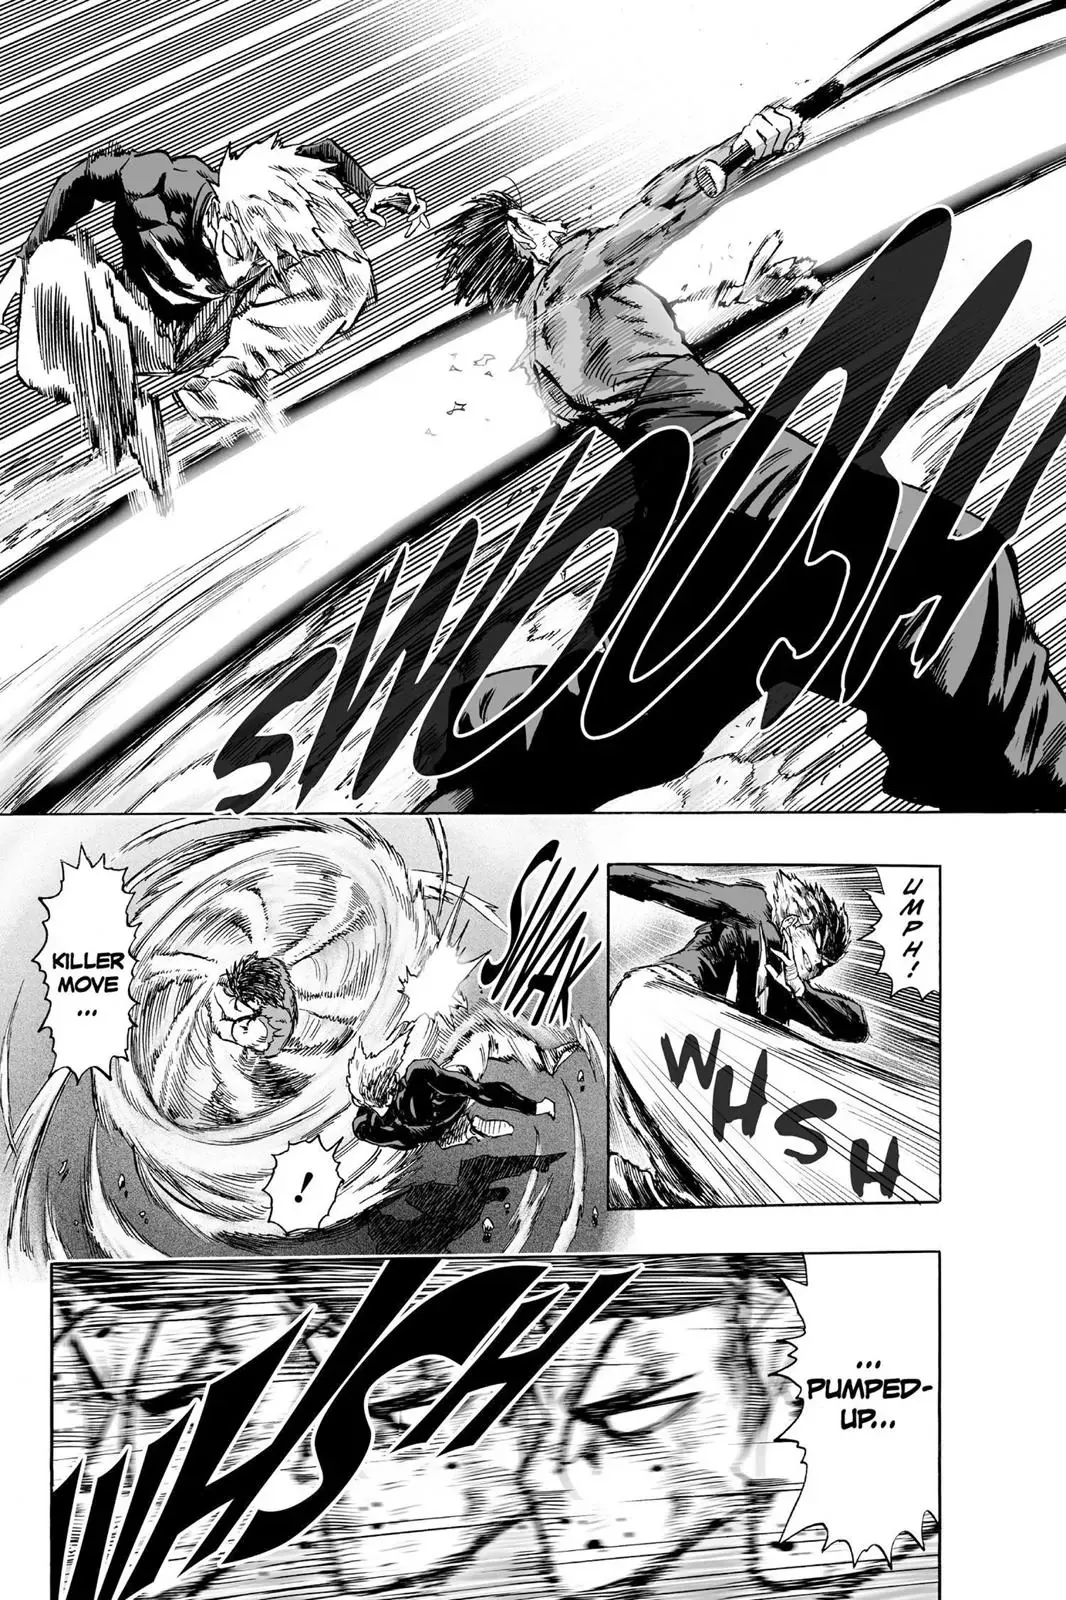 SWOOSH
UMPH!
WHSH
SWAK
KILLER
MOVE
...
!
...
PUMPED-
UP...
WHSH